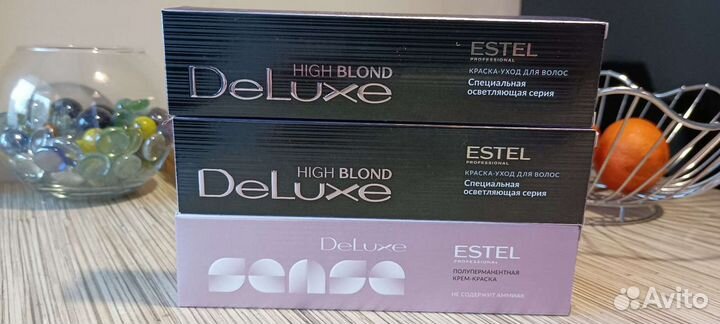 HIGH BLOND
DeLuxe
ESTEL
PROFESSIONAL
КРАСКА-УХОД ДЛЯ ВОЛОС
Специальная
осветляющая серия
HIGH BLOND
DeLuxe
ESTEL
PROFESSIONAL
КРАСКА-УХОД ДЛЯ ВОЛОС
Специальная
осветляющая серия
DeLuxe
sense
ESTEL
PROFESSIONAL
ПОЛУПЕРМАНЕНТНАЯ
КРЕМ-КРАСКА
НЕ СОДЕРЖИТ АММИАК
Avito